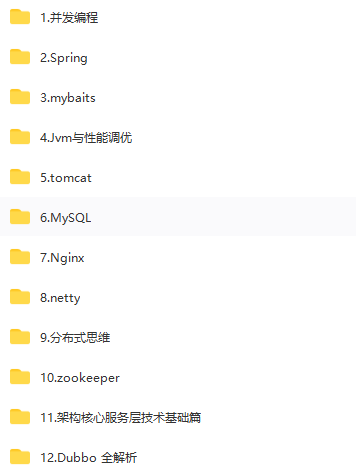 1.并发编程
2.Spring
3.mybaits
4.Jvm与性能调优
5.tomcat
6.MySQL
7.Nginx
8.netty
9.分布式思维
10.zookeeper
11.架构核心服务层技术基础篇
12.Dubbo 全解析